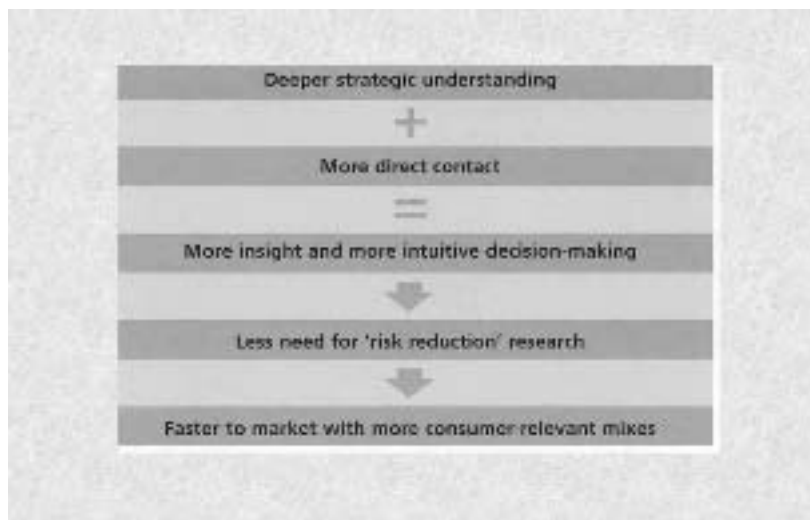 Deeper strategic understanding
+
More direct contact
=
More insight and more intuitive decision-making
Less need for 'risk reduction' research
Faster to market with more consumer relevant mixes